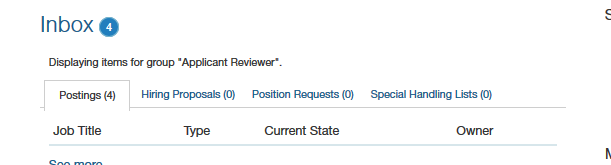 Inbox 4
Displaying items for group "Applicant Reviewer".
Postings (4) Hiring Proposals (0) Position Requests (0) Special Handling Lists (0)
Job Title Type Current State Owner
See more